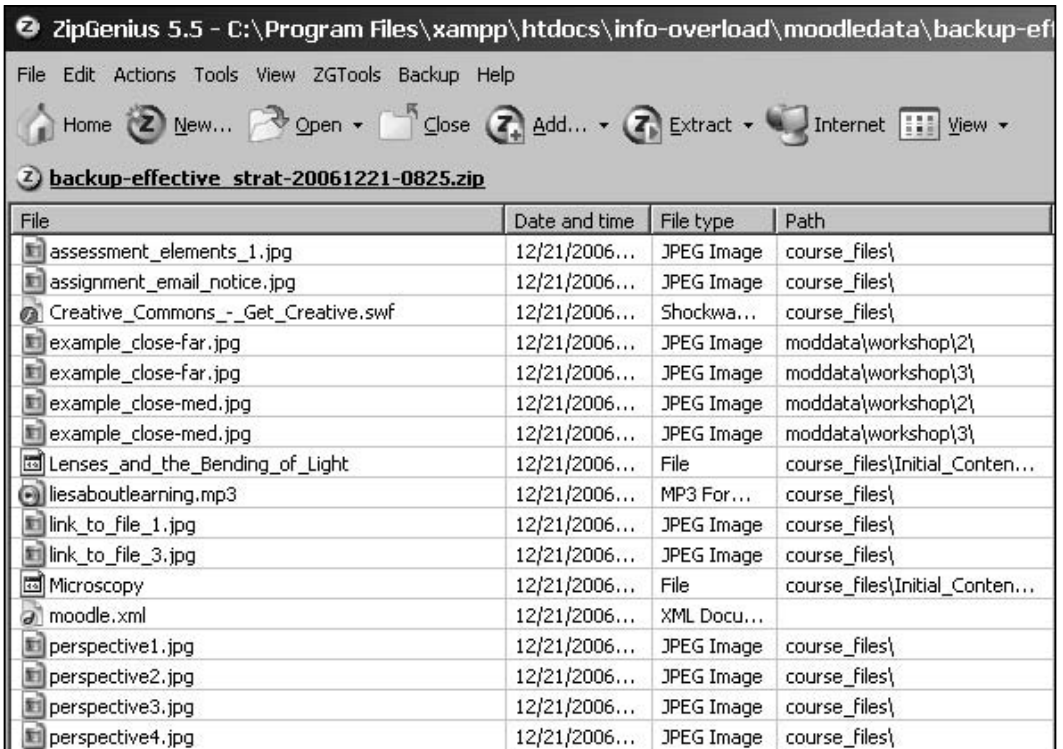 ZipGenius 5.5 - C:\Program Files\xampp\htdocs\info-overload\moodledata\backup-ef
File Edit Actions Tools View ZGTools Backup Help
Home New... Open Close Add... Extract Internet View
backup-effective_strat-20061221-0825.zip
File Date and time File type Path
assessment_elements_1.jpg 12/21/2006... JPEG Image course_files\
assignment_email_notice.jpg 12/21/2006... JPEG Image course_files\
Creative_Commons_-_Get_Creative.swf 12/21/2006... Shockwa... course_files\
example_close-far.jpg 12/21/2006... JPEG Image moddata\workshop\2\
example_close-far.jpg 12/21/2006... JPEG Image moddata\workshop\3\
example_close-med.jpg 12/21/2006... JPEG Image moddata\workshop\2\
example_close-med.jpg 12/21/2006... JPEG Image moddata\workshop\3\
Lenses_and_the_Bending_of_Light 12/21/2006... File course_files\Initial_Conten...
liesaboutlearning.mp3 12/21/2006... MP3 For... course_files\
link_to_file_1.jpg 12/21/2006... JPEG Image course_files\
link_to_file_3.jpg 12/21/2006... JPEG Image course_files\
Microscopy 12/21/2006... File course_files\Initial_Conten...
moodle.xml 12/21/2006... XML Docu...
perspective1.jpg 12/21/2006... JPEG Image course_files\
perspective2.jpg 12/21/2006... JPEG Image course_files\
perspective3.jpg 12/21/2006... JPEG Image course_files\
perspective4.jpg 12/21/2006... JPEG Image course_files\